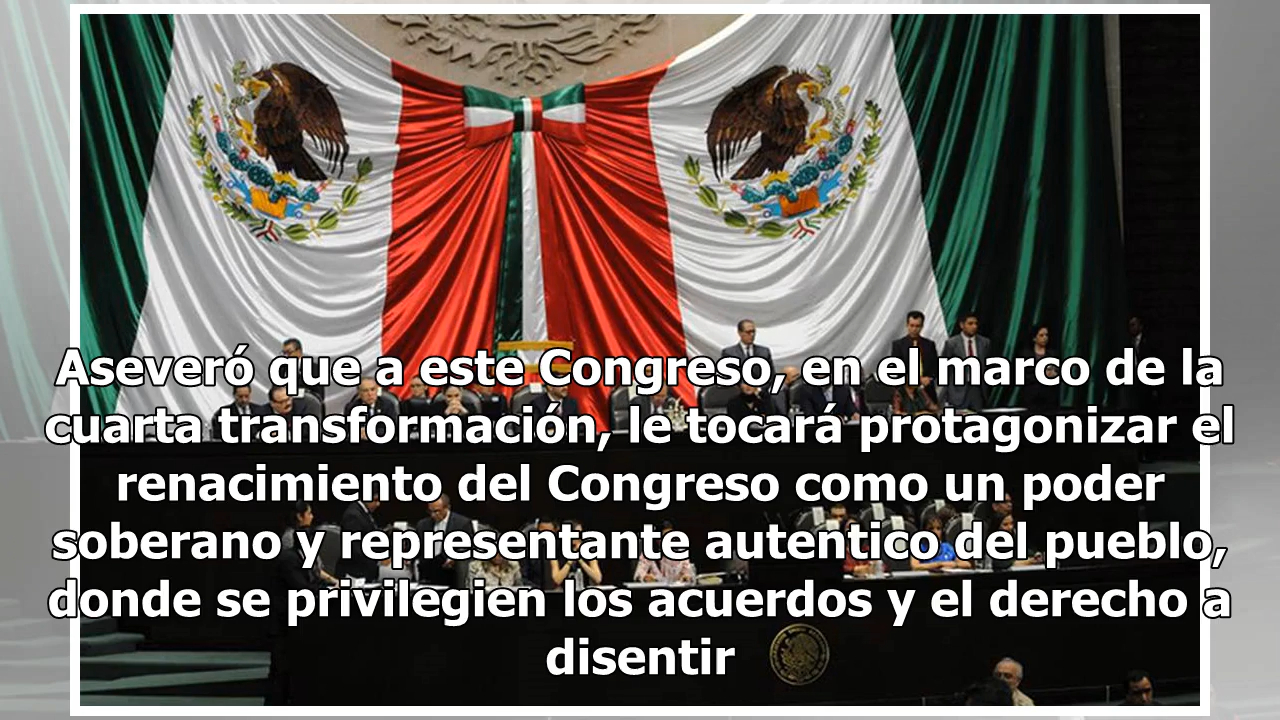 Aseveró que a este Congreso, en el marco de la
cuarta transformación, le tocará protagonizar el
renacimiento del Congreso como un poder
soberano y representante autentico del pueblo,
donde se privilegien los acuerdos y el derecho a
disentir